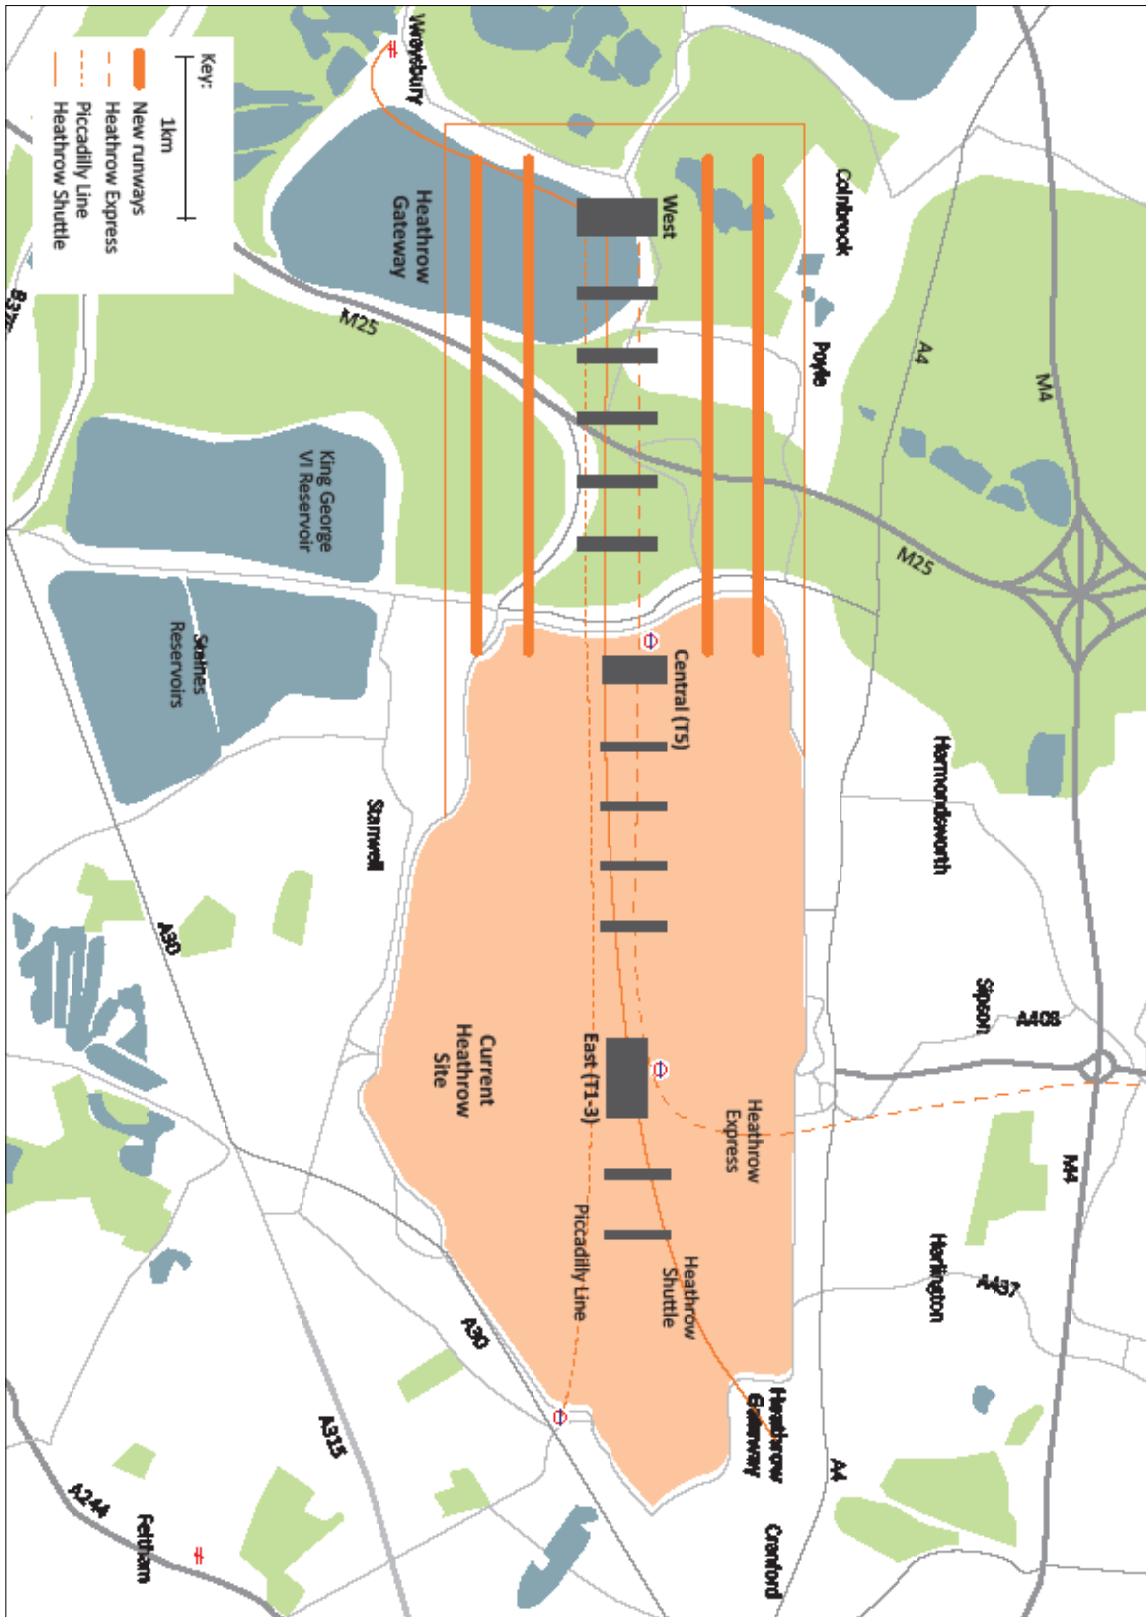 M4
M4
A408
A437
Sipson
Harmondsworth
Harlington
A4
M25
Colnbrook
A4
Poyle
Cranford
Heathrow
Gateway
Heathrow
Express
Central (T5)
Heathrow
Shuttle
West
East (T1-3)
Piccadilly Line
Current
Heathrow
Site
A30
Wraysbury
Heathrow
Gateway
Stanwell
M25
A315
King George
VI Reservoir
Staines
Reservoirs
A30
Feltham
A244
Key:
1km
New runways
Heathrow Express
Piccadilly Line
Heathrow Shuttle